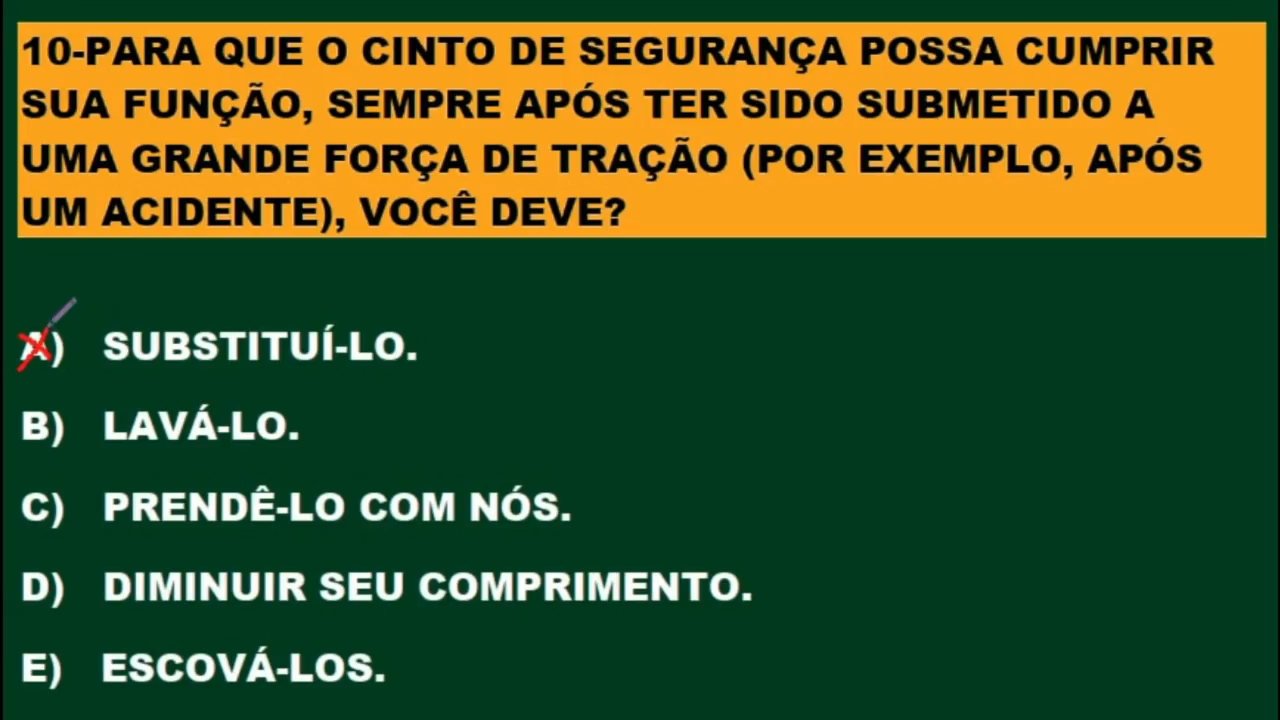 10-PARA QUE O CINTO DE SEGURANÇA POSSA CUMPRIR
SUA FUNÇÃO, SEMPRE APÓS TER SIDO SUBMETIDO A
UMA GRANDE FORÇA DE TRAÇÃO (POR EXEMPLO, APÓS
UM ACIDENTE), VOCÊ DEVE?
A) SUBSTITUÍ-LO.
B) LAVÁ-LO.
C) PRENDÊ-LO COM NÓS.
D) DIMINUIR SEU COMPRIMENTO.
E) ESCOVÁ-LOS.